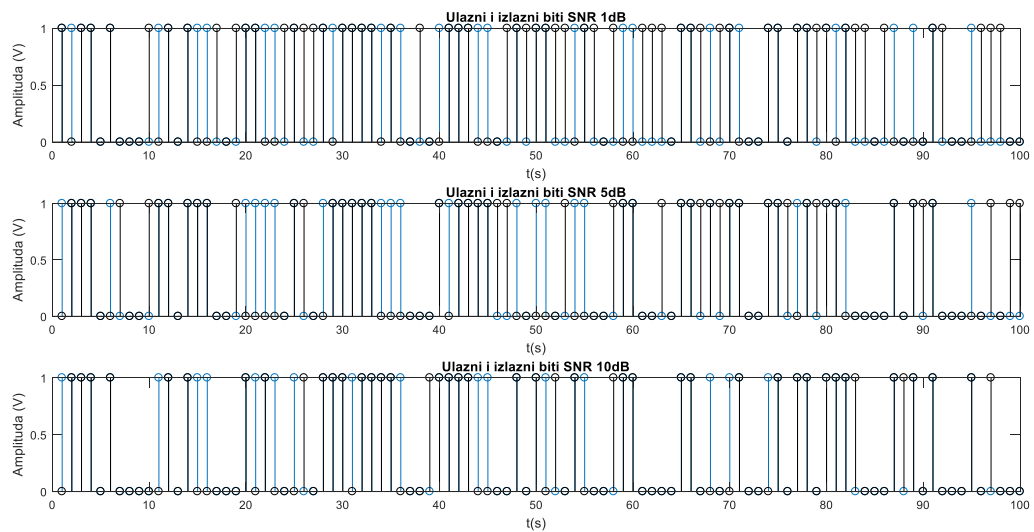 Ulazni i izlazni biti SNR 1dB
1
0.5
0
Amplituda (V)
0 10 20 30 40 50 60 70 80 90 100
t(s)
Ulazni i izlazni biti SNR 5dB
1
0.5
0
Amplituda (V)
0 10 20 30 40 50 60 70 80 90 100
t(s)
Ulazni i izlazni biti SNR 10dB
1
0.5
0
Amplituda (V)
0 10 20 30 40 50 60 70 80 90 100
t(s)